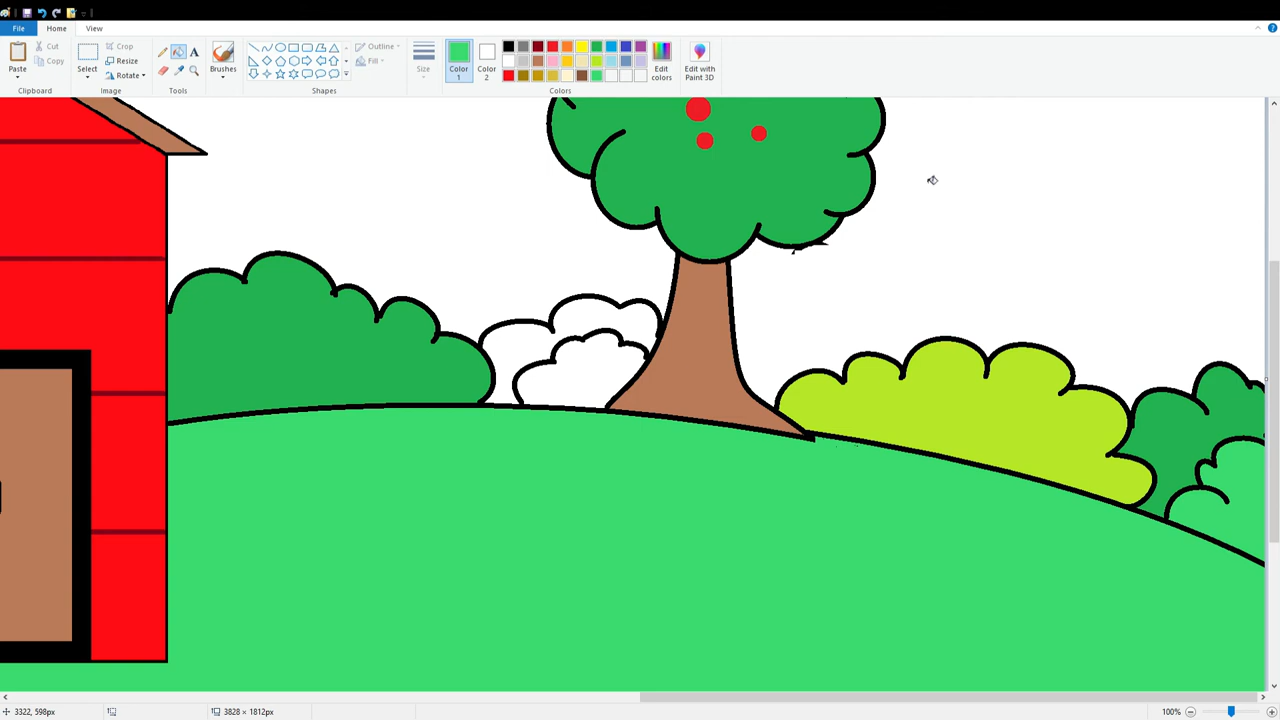 File Home View
Paste Cut Copy Clipboard
Select Crop Resize Rotate Image
A Tools
Brushes
Outline Fill Shapes
Size
Color 1 Color 2 Edit colors Colors
Edit with Paint 3D
3322, 598px 3828 × 1812px 100%